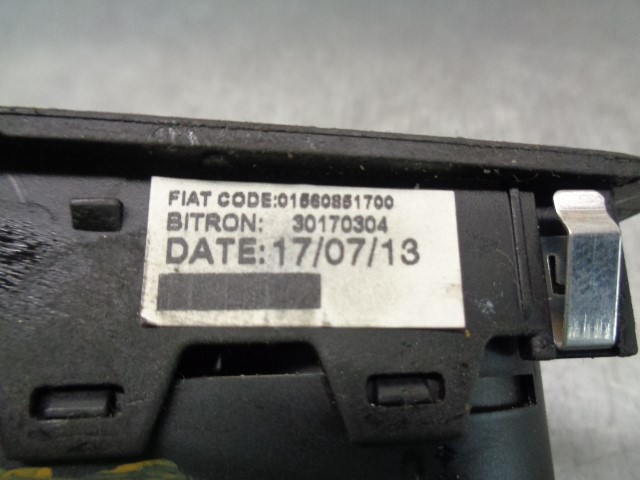 FIAT CODE:01560851700
BITRON: 30170304
DATE: 17/07/13